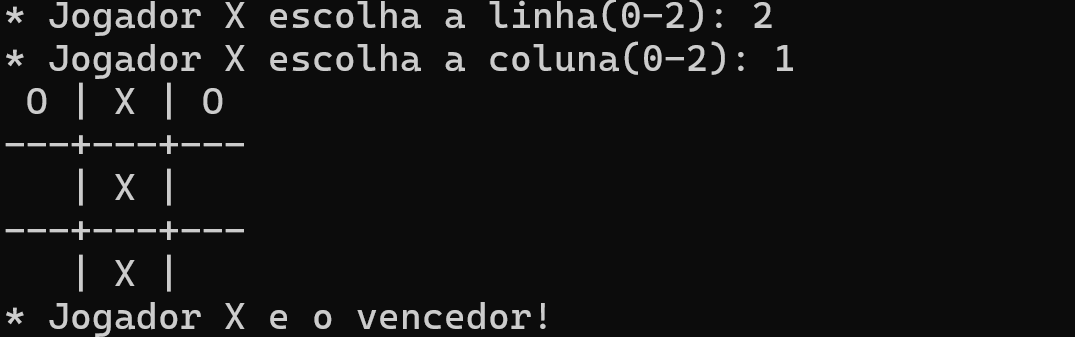 * Jogador X escolha a linha(0-2): 2
* Jogador X escolha a coluna(0-2): 1
 O | X | O
---+---+---
   | X |
---+---+---
   | X |
* Jogador X e o vencedor!